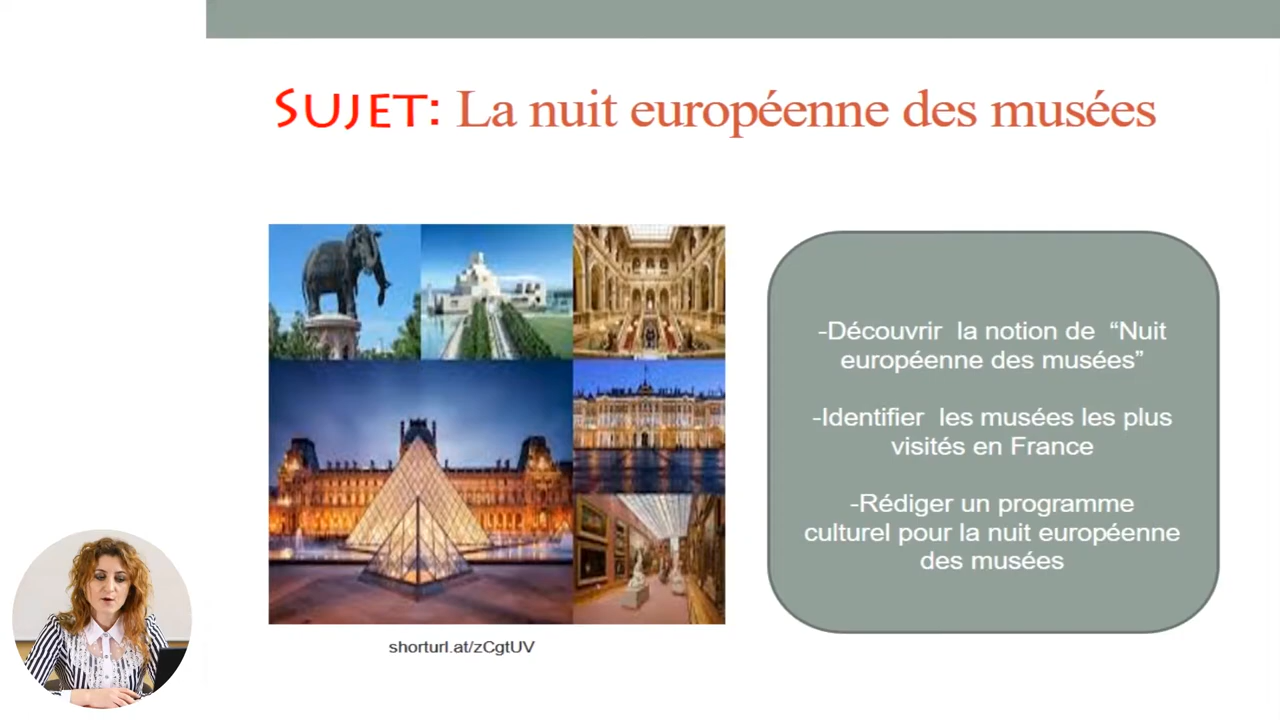 SUJET: La nuit européenne des musées
-Découvrir la notion de “Nuit
européenne des musées”
-Identifier les musées les plus
visités en France
-Rédiger un programme
culturel pour la nuit européenne
des musées
shorturl.at/zCgtUV